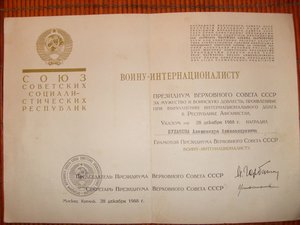 СОЮЗ
СОВЕТСКИХ
СОЦИАЛИ-
СТИЧЕСКИХ
РЕСПУБЛИК
ВОИНУ-ИНТЕРНАЦИОНАЛИСТУ
ПРЕЗИДИУМ ВЕРХОВНОГО СОВЕТА СССР
ЗА МУЖЕСТВО И ВОИНСКУЮ ДОБЛЕСТЬ, ПРОЯВЛЕННЫЕ
ПРИ ВЫПОЛНЕНИИ ИНТЕРНАЦИОНАЛЬНОГО ДОЛГА
В РЕСПУБЛИКЕ АФГАНИСТАН,
Указом от 28 декабря 1988 г. НАГРАДИЛ
Александра Александровича
ГРАМОТОЙ ПРЕЗИДИУМА ВЕРХОВНОГО СОВЕТА СССР
ВОИНУ-ИНТЕРНАЦИОНАЛИСТУ
Председатель Президиума Верховного Совета СССР
Секретарь Президиума Верховного Совета СССР
Москва, Кремль, 28 декабря 1988 г.